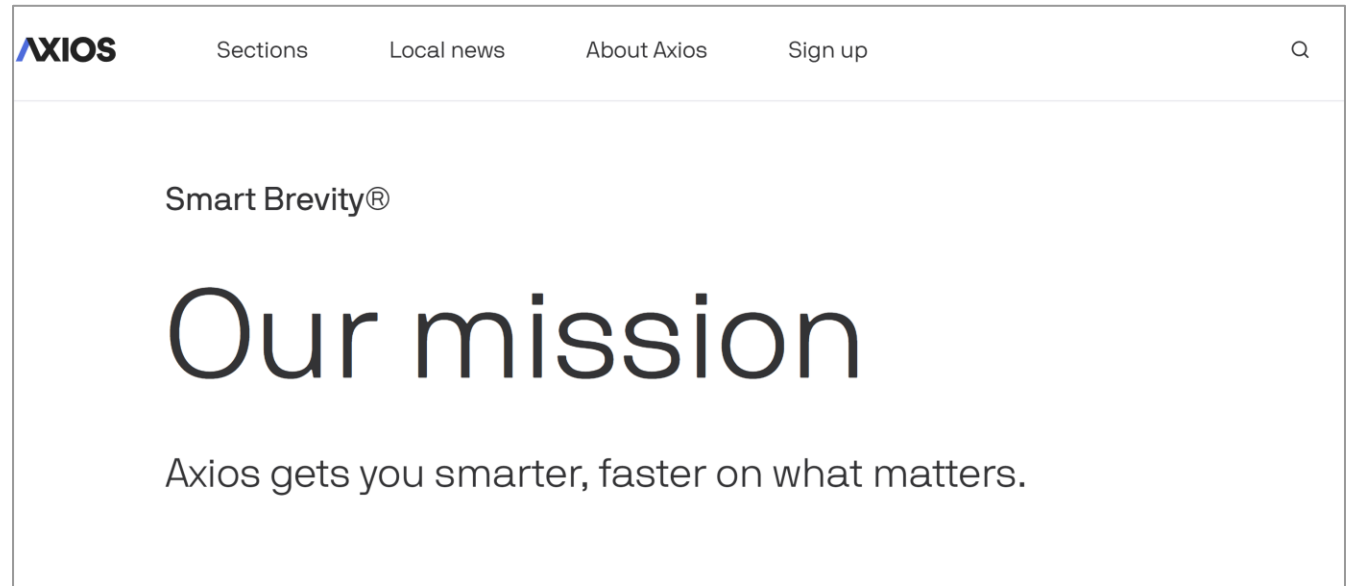 AXIOS Sections Local news About Axios Sign up
Smart Brevity®
Our mission
Axios gets you smarter, faster on what matters.